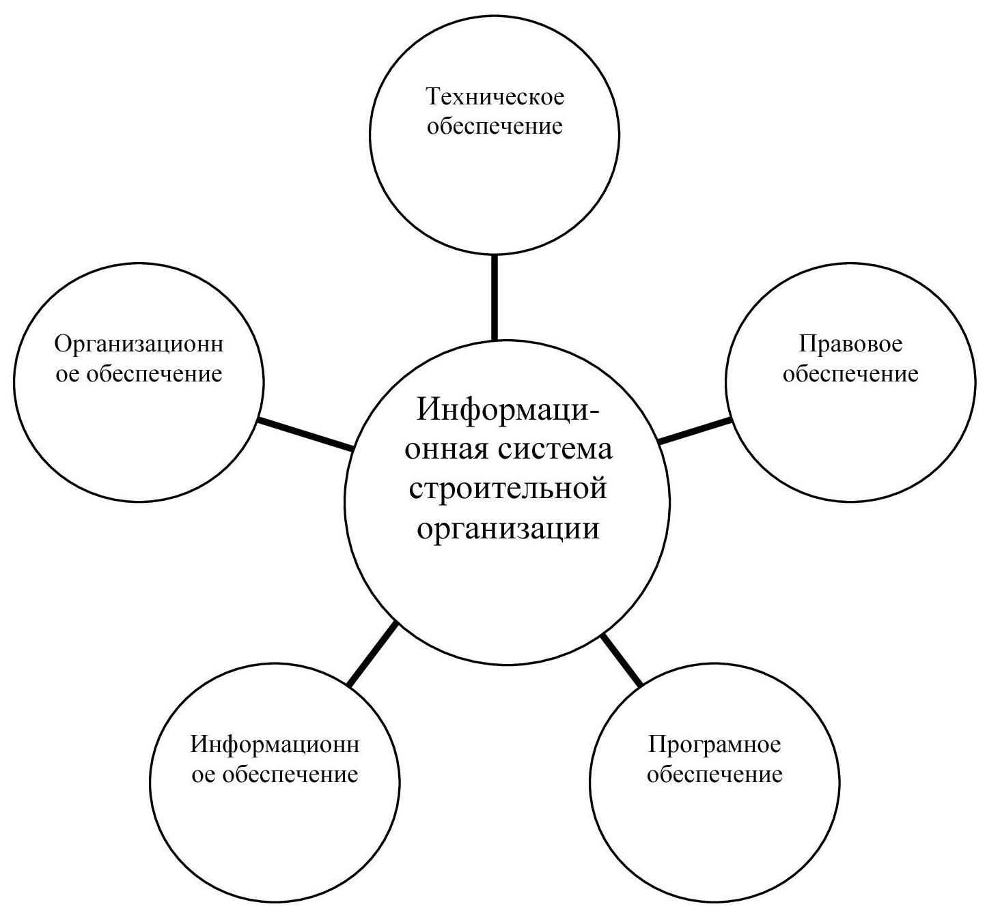 Техническое
обеспечение
Организационн
ое обеспечение
Правовое
обеспечение
Информаци-
онная система
строительной
организации
Информационн
ое обеспечение
Програмное
обеспечение